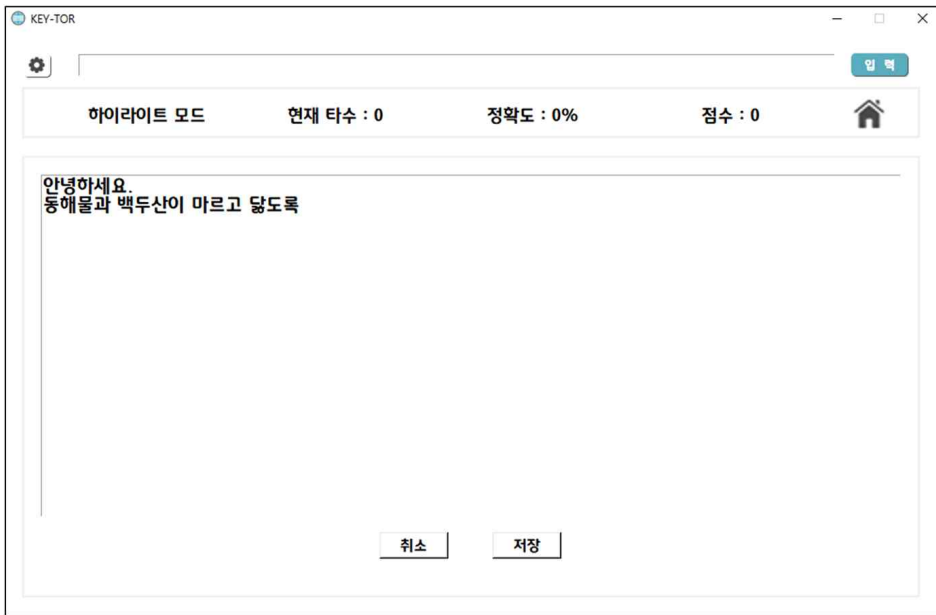 KEY-TOR
입 력
하이라이트 모드 현재 타수 : 0 정확도 : 0% 점수 : 0
안녕하세요.
동해물과 백두산이 마르고 닳도록
취소 저장